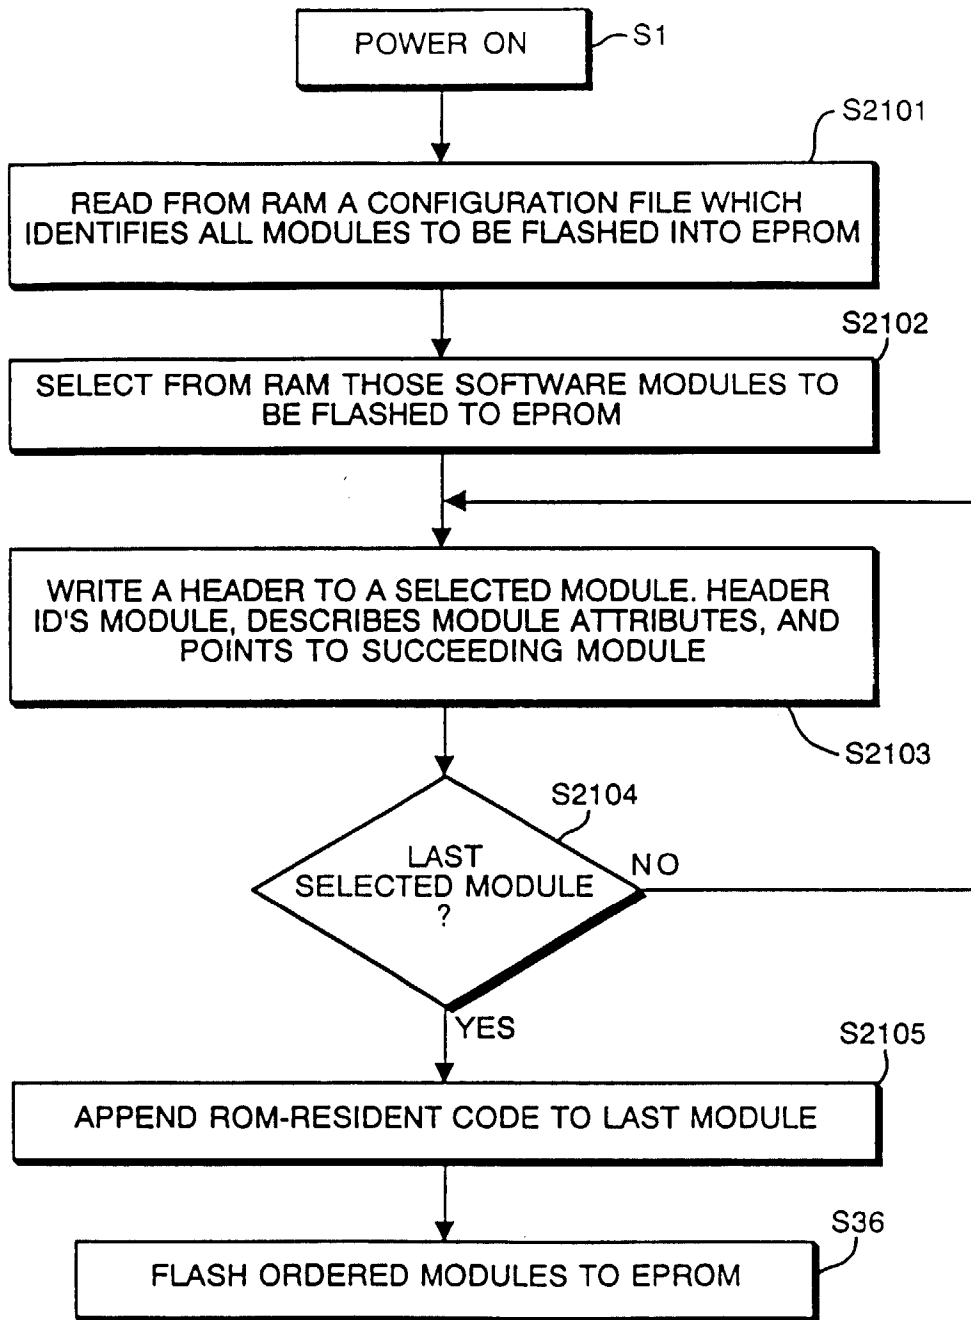 POWER ON
S1
S2101
READ FROM RAM A CONFIGURATION FILE WHICH
IDENTIFIES ALL MODULES TO BE FLASHED INTO EPROM
S2102
SELECT FROM RAM THOSE SOFTWARE MODULES TO
BE FLASHED TO EPROM
WRITE A HEADER TO A SELECTED MODULE. HEADER
ID'S MODULE, DESCRIBES MODULE ATTRIBUTES, AND
POINTS TO SUCCEEDING MODULE
S2103
S2104
LAST
SELECTED MODULE
?
NO
YES
S2105
APPEND ROM-RESIDENT CODE TO LAST MODULE
S36
FLASH ORDERED MODULES TO EPROM